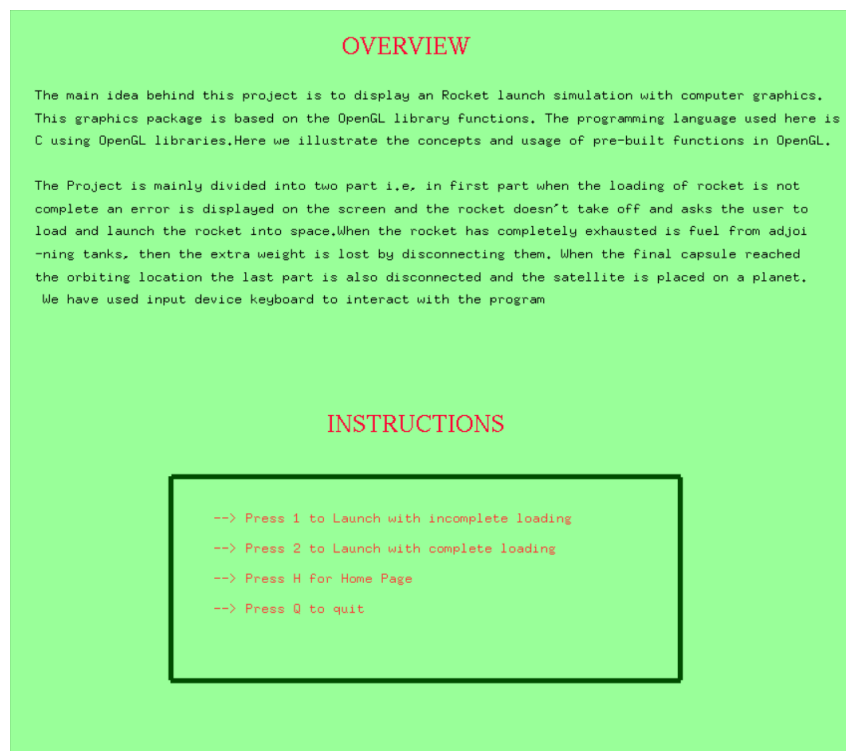 OVERVIEW
The main idea behind this project is to display an Rocket launch simulation with computer graphics.
This graphics package is based on the OpenGL library functions. The programming language used here is
C using OpenGL libraries.Here we illustrate the concepts and usage of pre-built functions in OpenGL.
The Project is mainly divided into two part i.e, in first part when the loading of rocket is not
complete an error is displayed on the screen and the rocket doesn't take off and asks the user to
load and launch the rocket into space.When the rocket has completely exhausted is fuel from adjoi
-ning tanks, then the extra weight is lost by disconnecting them. When the final capsule reached
the orbiting location the last part is also disconnected and the satellite is placed on a planet.
We have used input device keyboard to interact with the program
INSTRUCTIONS
--> Press 1 to Launch with incomplete loading
--> Press 2 to Launch with complete loading
--> Press H for Home Page
--> Press Q to quit